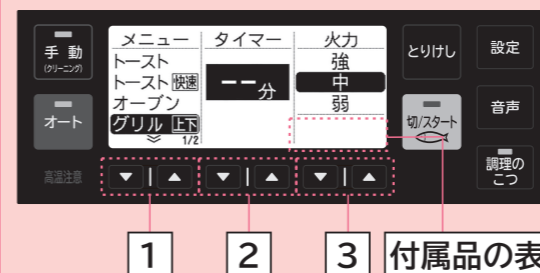 手動
(クリーニング)
オート
高温注意
メニュー
トースト
トースト 快速
オーブン
グリル 上下
1/2
タイマー
--分
火力
強
中
弱
とりけし
切/スタート
設定
音声
調理の
こつ
▼ | ▲
▼ | ▲
▼ | ▲
1
2
3
付属品の表